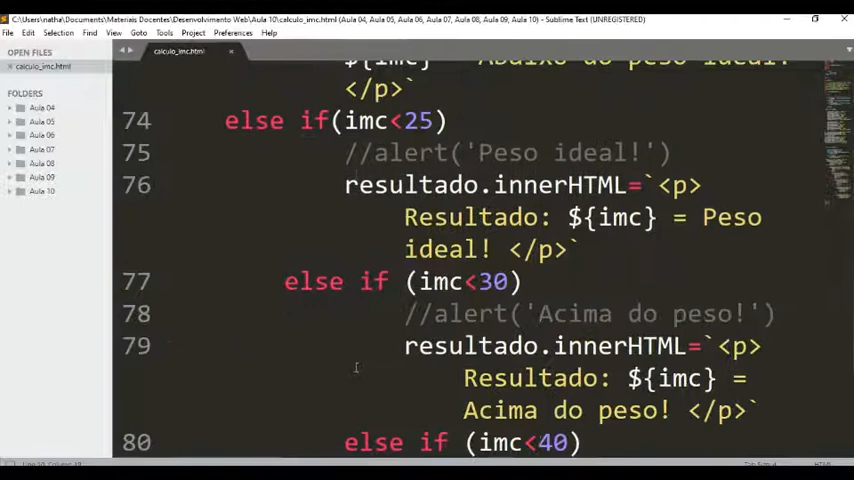 C:\Users\natha\Documents\Materiais Docentes\Desenvolvimento Web\Aula 10\calculo_imc.html (Aula 04, Aula 05, Aula 06, Aula 07, Aula 08, Aula 09, Aula 10) - Sublime Text (UNREGISTERED)
File Edit Selection Find View Goto Tools Project Preferences Help
OPEN FILES
calculo_imc.html
FOLDERS
Aula 04
Aula 05
Aula 06
Aula 07
Aula 08
Aula 09
Aula 10
calculo_imc.html
${imc} = Abaixo do peso ideal!
</p>`
74 else if(imc<25)
75 //alert('Peso ideal!')
76 resultado.innerHTML=`<p>
Resultado: ${imc} = Peso
ideal! </p>`
77 else if (imc<30)
78 //alert('Acima do peso!')
79 resultado.innerHTML=`<p>
Resultado: ${imc} =
Acima do peso! </p>`
80 else if (imc<40)